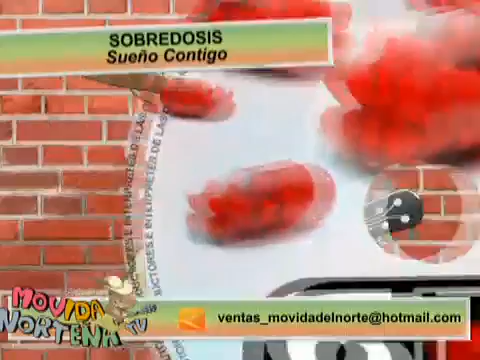 SOBREDOSIS
Sueño Contigo
MOVIDA
NORTEÑA
TV
ventas_movidadelnorte@hotmail.com